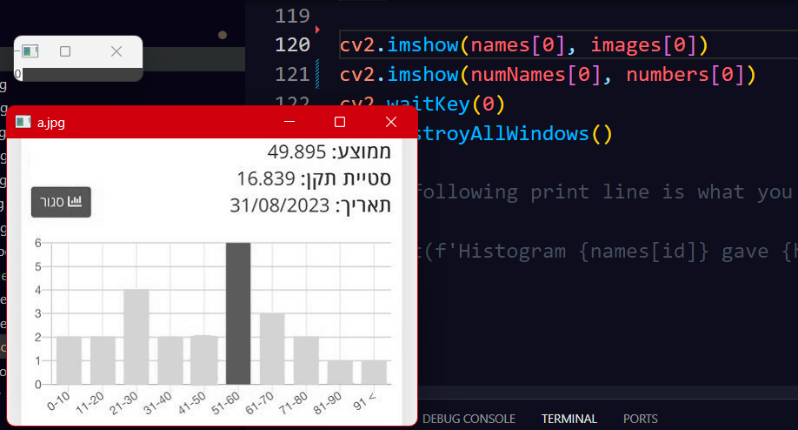 119
120 cv2.imshow(names[0], images[0])
121 cv2.imshow(numNames[0], numbers[0])
122 cv2.waitKey(0)
stroyAllWindows()
following print line is what you
t(f'Histogram {names[id]} gave {
a.jpg
ממוצע: 49.895
סטיית תקן: 16.839
תאריך: 31/08/2023
סגור
6
5
4
3
2
1
0
0-10 11-20 21-30 31-40 41-50 51-60 61-70 71-80 81-90 91 <
DEBUG CONSOLE TERMINAL PORTS